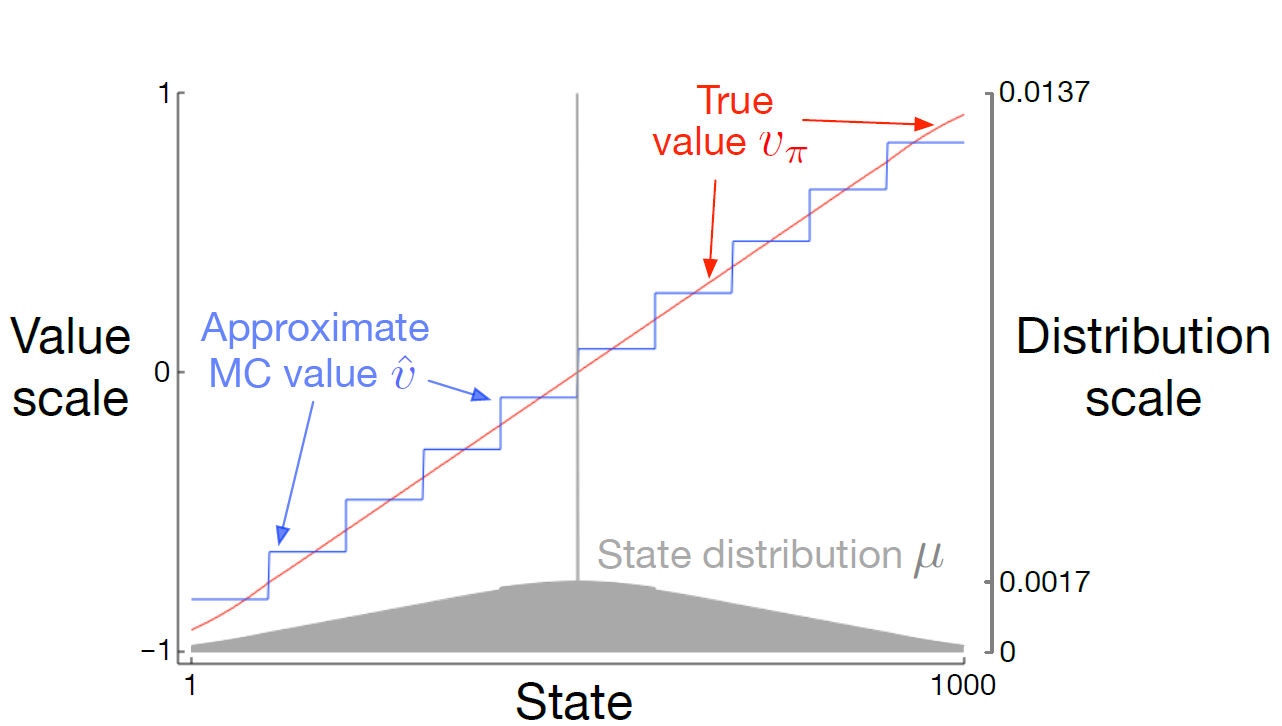 1
0.0137
True
value vπ
Approximate
MC value v̂
Value
scale
0
Distribution
scale
State distribution μ
0.0017
−1
0
1
State
1000